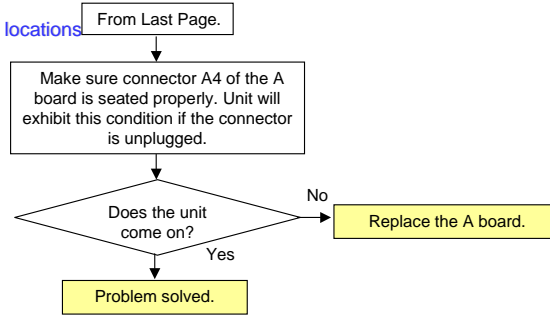 From Last Page.
locations
Make sure connector A4 of the A
board is seated properly. Unit will
exhibit this condition if the connector
is unplugged.
Does the unit
come on?
No
Replace the A board.
Yes
Problem solved.